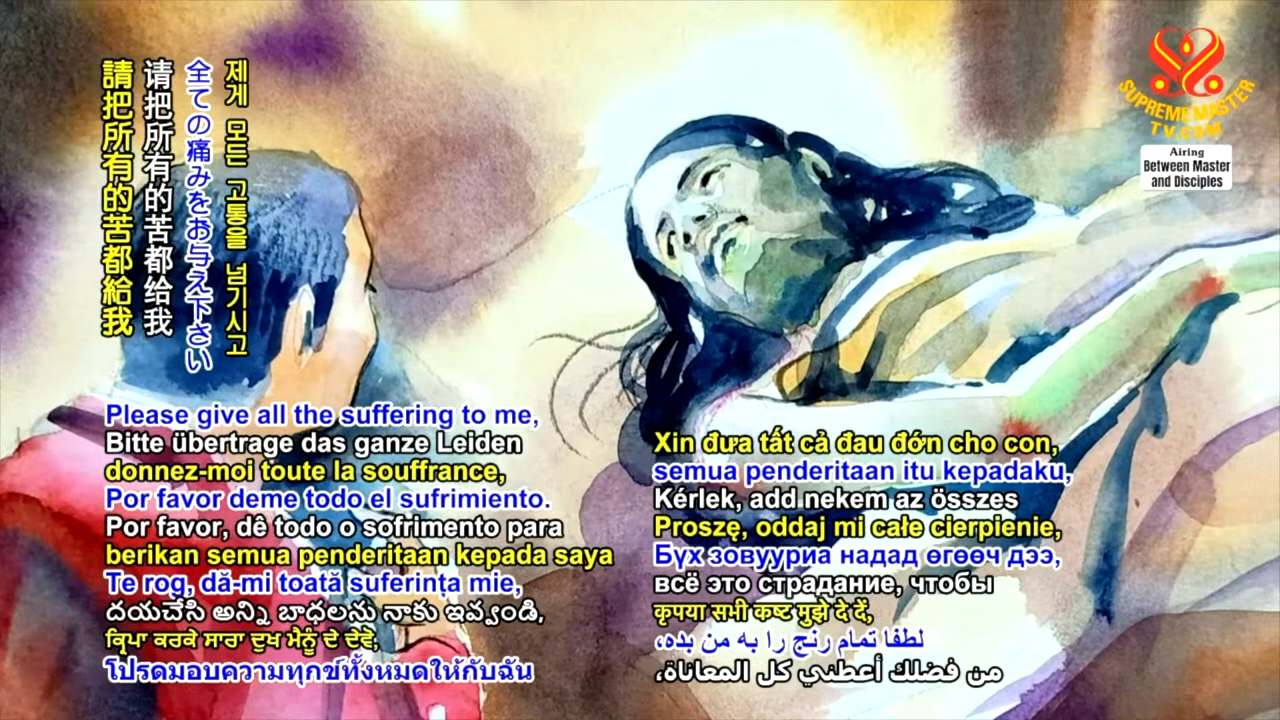 請把所有的苦都給我
请把所有的苦都给我
全ての痛みをお与え下さい
제게 모든 고통을 넘기시고
Please give all the suffering to me,
Bitte übertrage das ganze Leiden
donnez-moi toute la souffrance,
Por favor deme todo el sufrimiento.
Por favor, dê todo o sofrimento para
berikan semua penderitaan kepada saya
Te rog, dă-mi toată suferința mie,
దయచేసి అన్ని బాధలను నాకు ఇవ్వండి,
ਕ੍ਰਿਪਾ ਕਰਕੇ ਸਾਰਾ ਦੁਖ ਮੈਨੂੰ ਦੇ ਦੇਵੋ,
โปรดมอบความทุกข์ทั้งหมดให้กับฉัน
Xin đưa tất cả đau đớn cho con,
semua penderitaan itu kepadaku,
Kérlek, add nekem az összes
Proszę, oddaj mi całe cierpienie,
Бүх зовууриа надад өгөөч дээ,
всё это страдание, чтобы
कृपया सभी कष्ट मुझे दे दें,
لطفا تمام رنج را به من بده،
من فضلك أعطني كل المعاناة،
SUPREME MASTER
TV.COM
Airing
Between Master
and Disciples